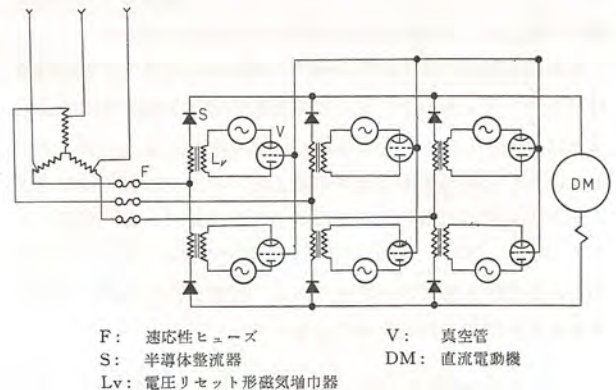 S
V
Lν
F
DM
F: 速応性ヒューズ
V: 真空管
S: 半導体整流器
DM: 直流電動機
Lv: 電圧リセット形磁気増巾器